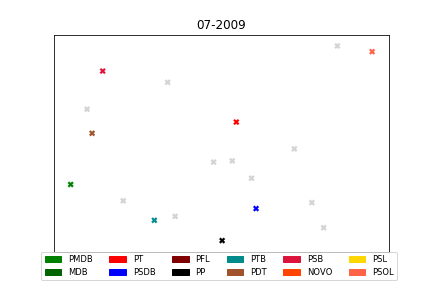 07-2009
PMDB PT PFL PTB PSB PSL
MDB PSDB PP PDT NOVO PSOL